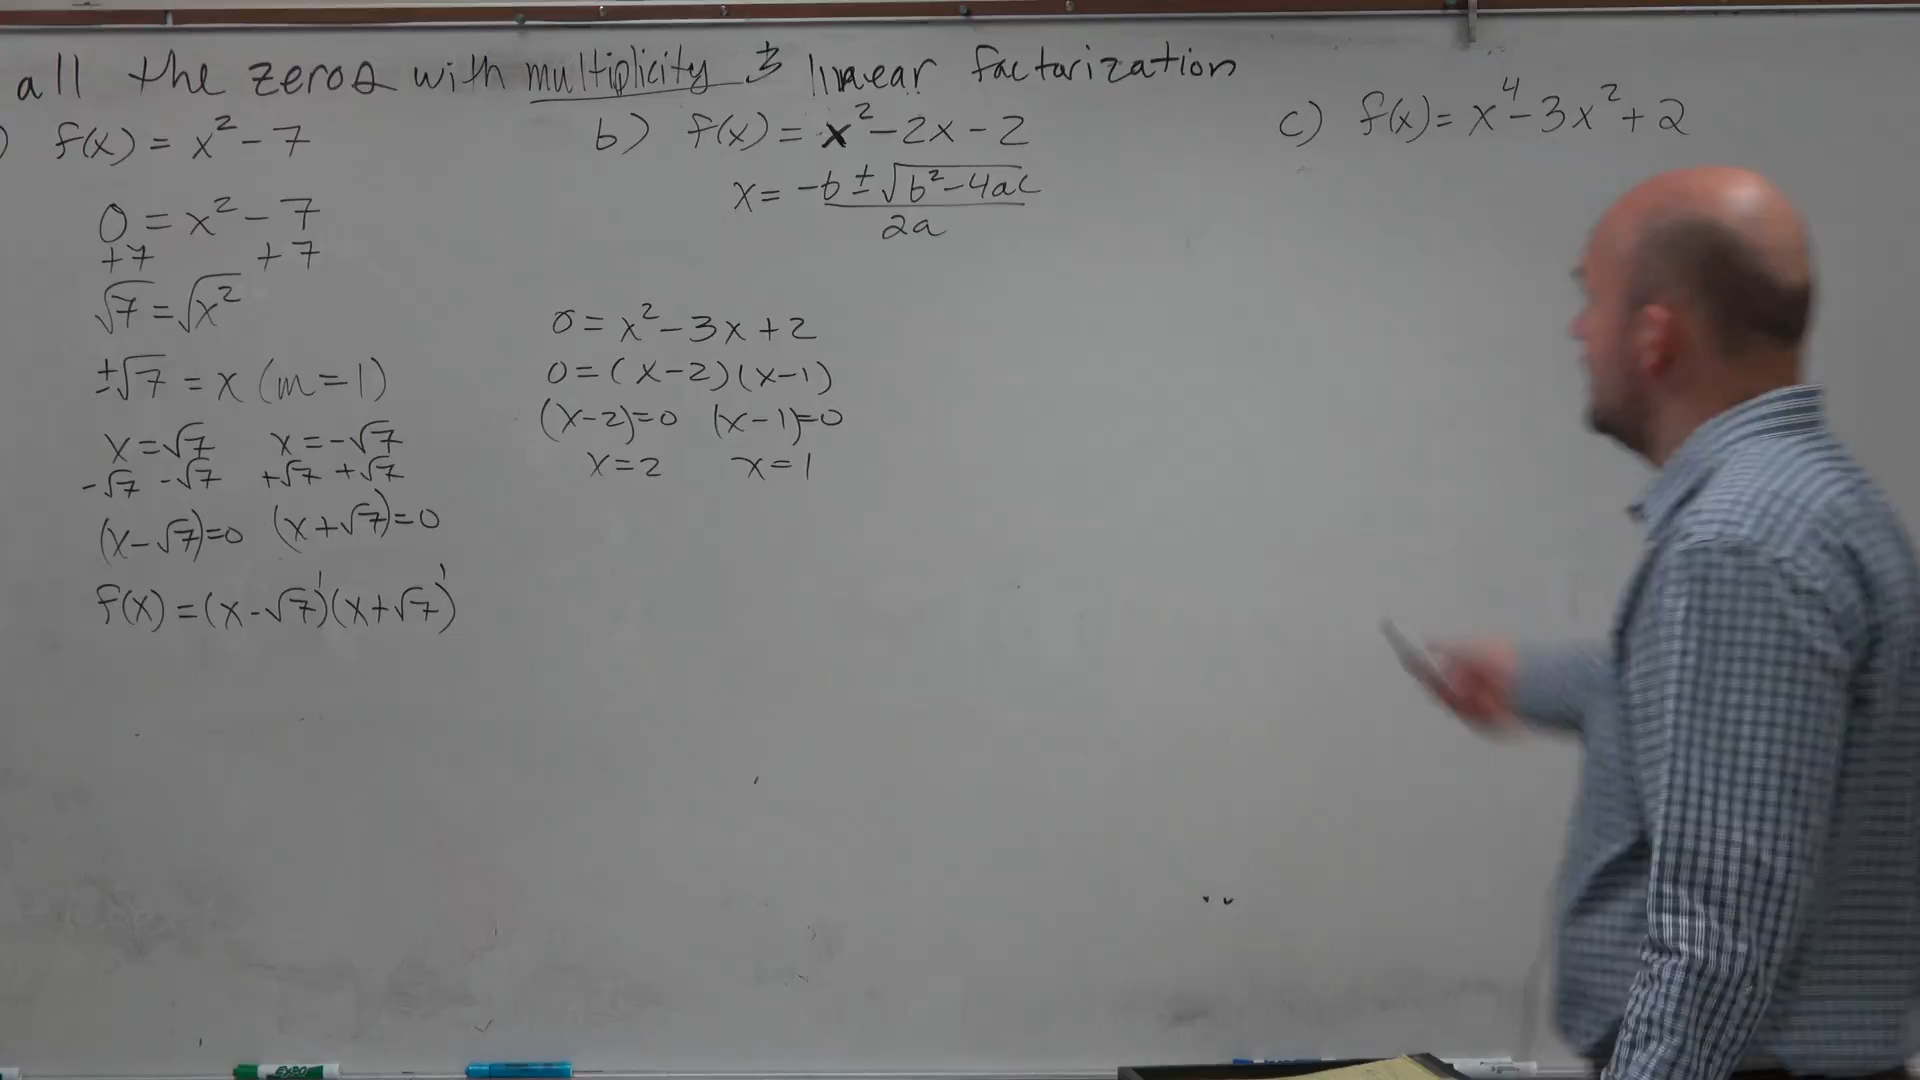 all the zeros with multiplicity & linear factorization
) f(x) = x² - 7
0 = x² - 7
+7 +7
√7 = √x²
±√7 = x (m=1)
x = √7 x = -√7
-√7 -√7 +√7 +√7
(x-√7)=0 (x+√7)=0
f(x) = (x-√7)¹(x+√7)¹
b) f(x) = x² - 2x - 2
x = -b ± √b²-4ac
2a
0 = x² - 3x + 2
0 = (x-2)(x-1)
(x-2)=0 (x-1)=0
x=2 x=1
c) f(x) = x⁴ - 3x² + 2
EXPO